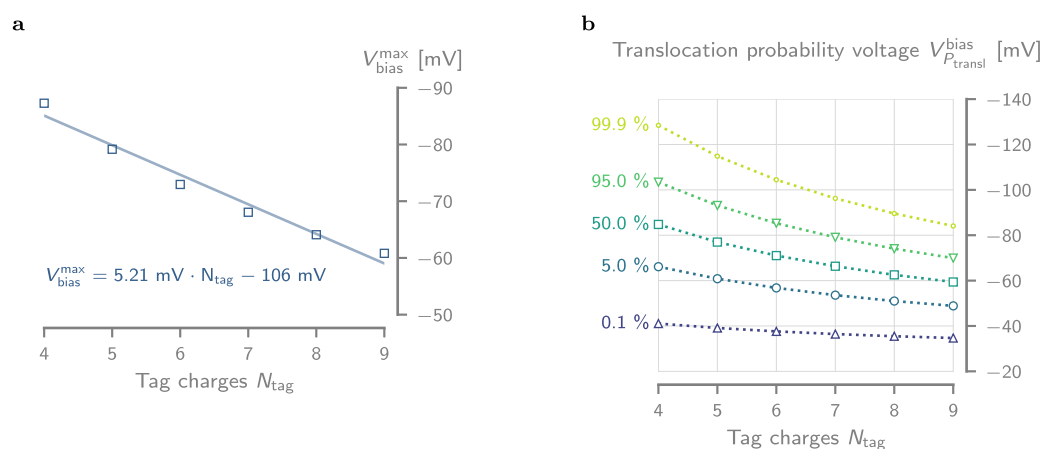 a
V_bias^max [mV]
−90
−80
−70
−60
−50
V_bias^max = 5.21 mV · N_tag − 106 mV
4 5 6 7 8 9
Tag charges N_tag
b
Translocation probability voltage V_{P_transl}^bias [mV]
99.9 %
95.0 %
50.0 %
5.0 %
0.1 %
−140
−120
−100
−80
−60
−40
−20
4 5 6 7 8 9
Tag charges N_tag